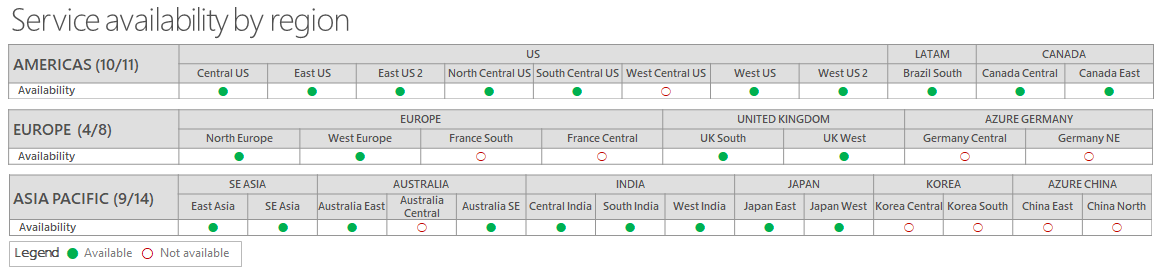 Service availability by region
AMERICAS (10/11) US LATAM CANADA
Central US East US East US 2 North Central US South Central US West Central US West US West US 2 Brazil South Canada Central Canada East
Availability
EUROPE (4/8) EUROPE UNITED KINGDOM AZURE GERMANY
North Europe West Europe France South France Central UK South UK West Germany Central Germany NE
Availability
ASIA PACIFIC (9/14) SE ASIA AUSTRALIA INDIA JAPAN KOREA AZURE CHINA
East Asia SE Asia Australia East Australia Central Australia SE Central India South India West India Japan East Japan West Korea Central Korea South China East China North
Availability
Legend Available Not available